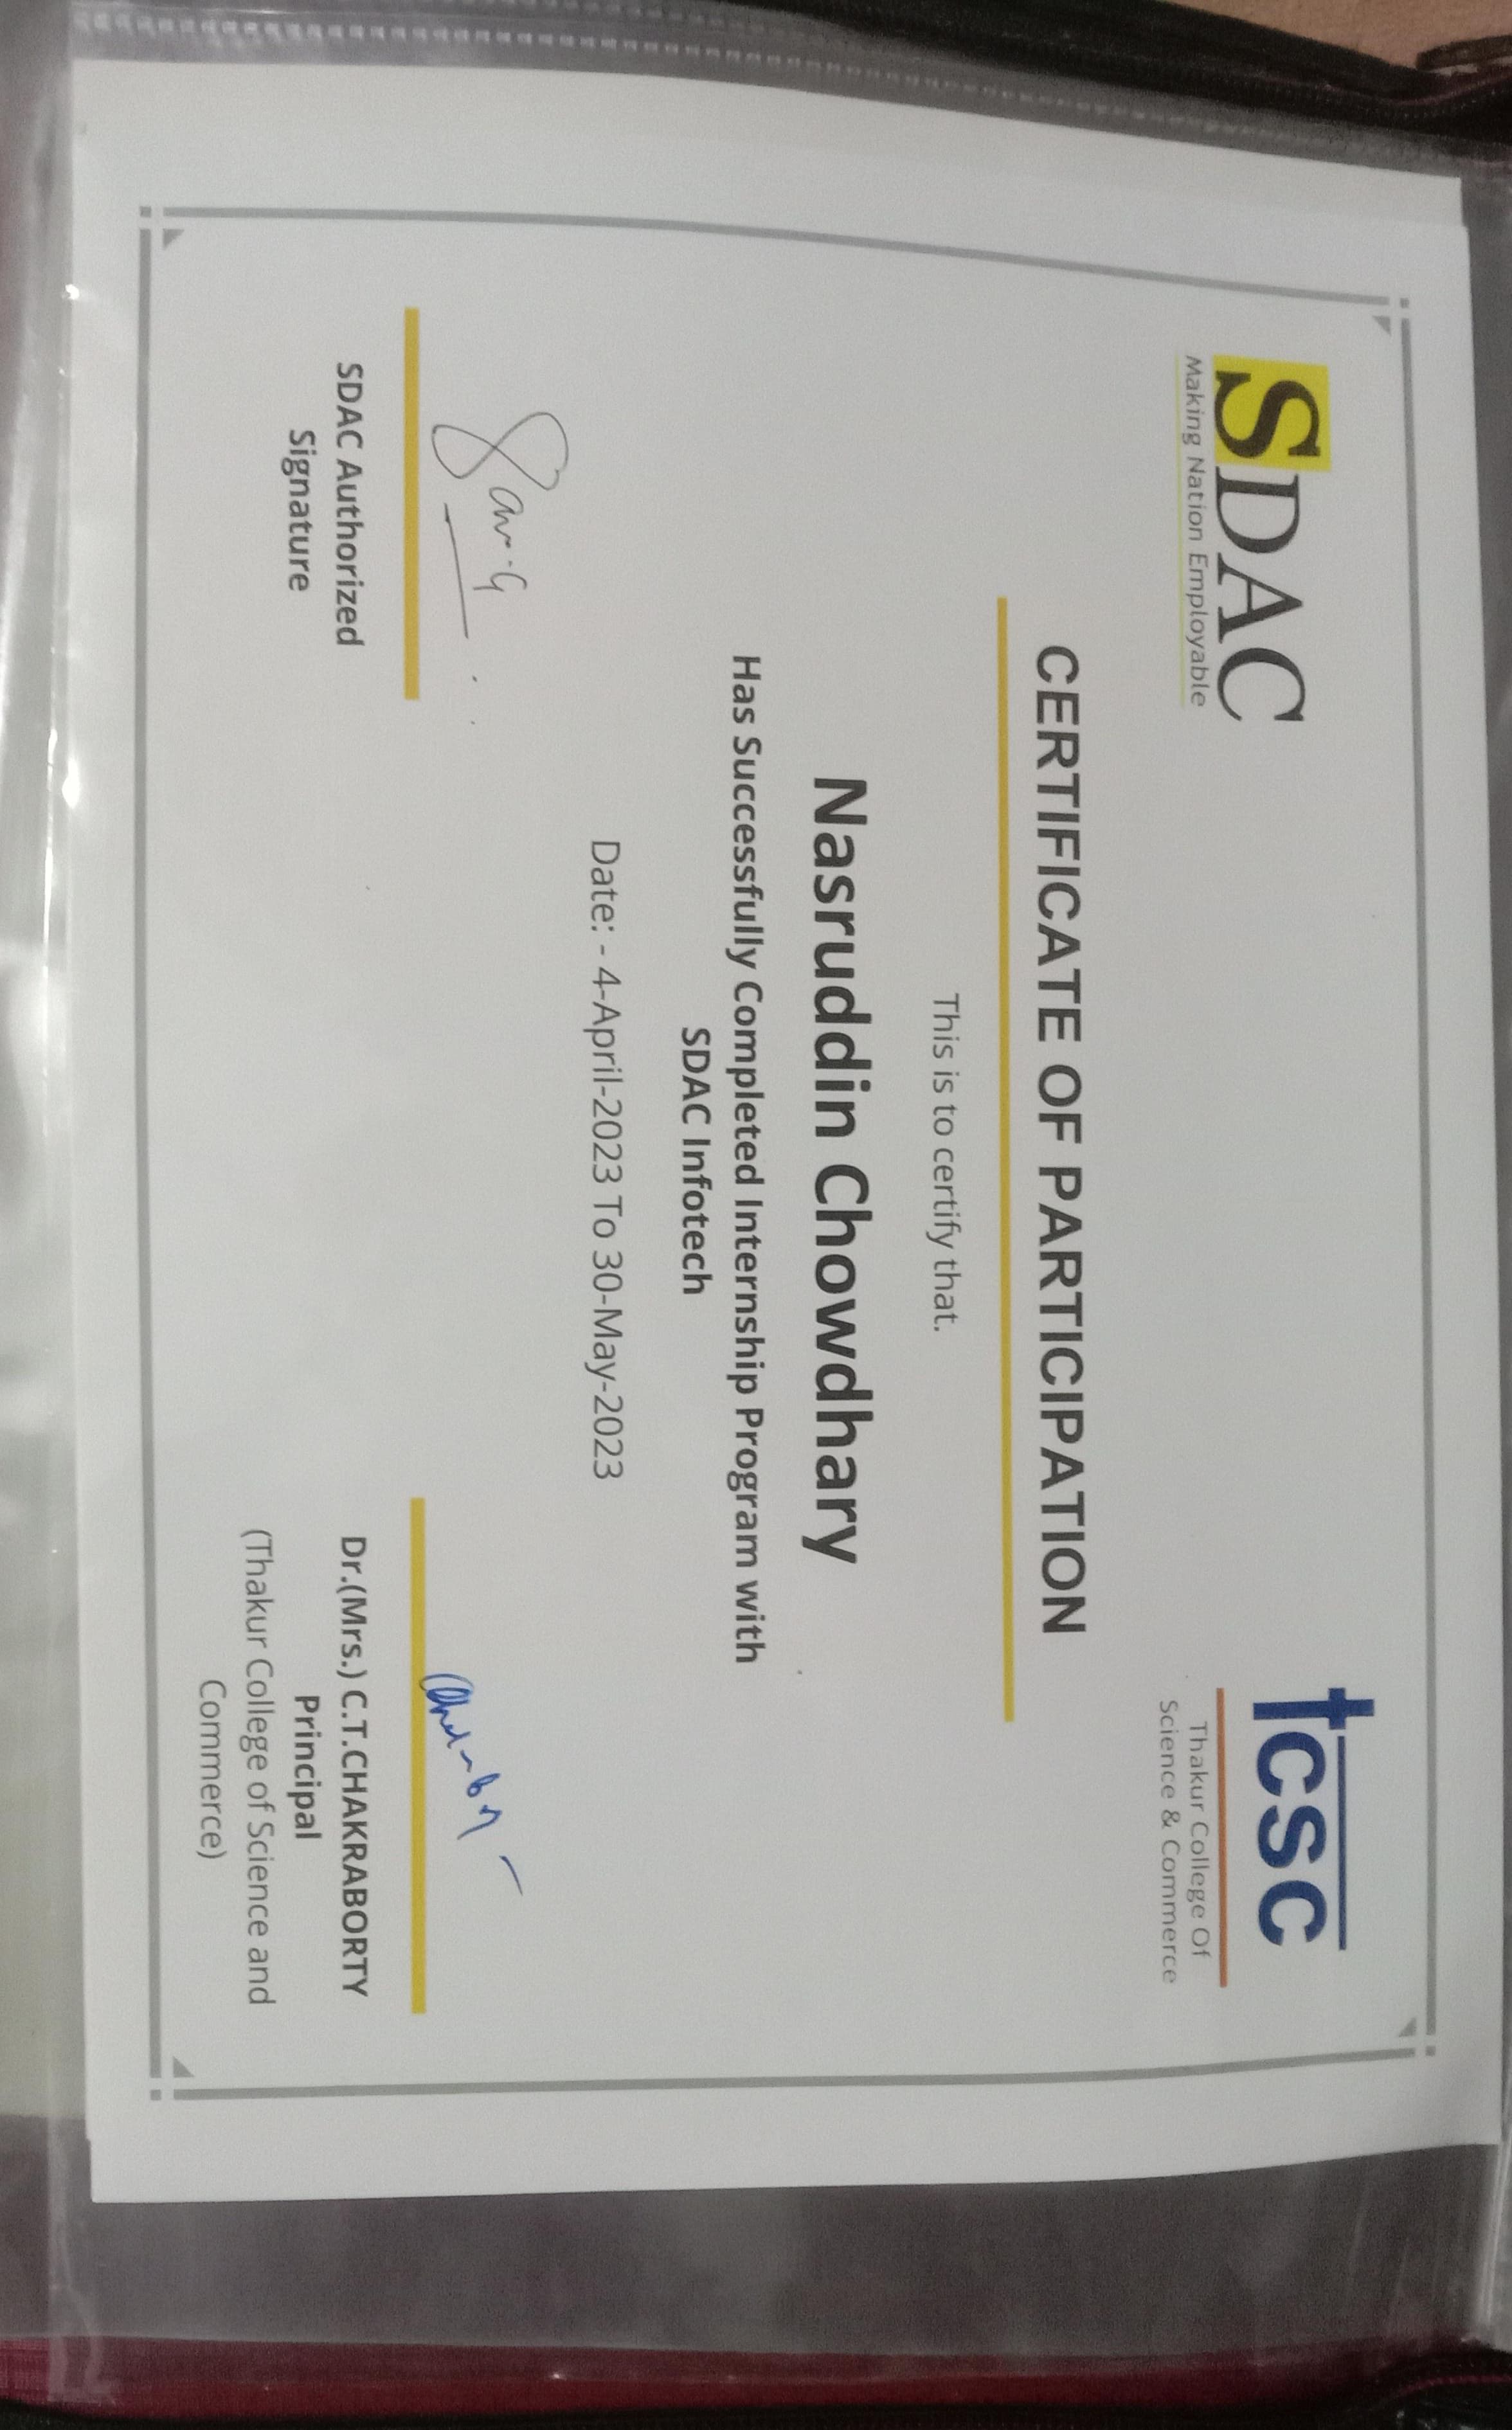 SDAC
Making Nation Employable
tcsc
Thakur College Of
Science & Commerce
CERTIFICATE OF PARTICIPATION
This is to certify that.
Nasruddin Chowdhary
Has Successfully Completed Internship Program with
SDAC Infotech
Date: - 4-April-2023 To 30-May-2023
SDAC Authorized
Signature
Dr.(Mrs.) C.T.CHAKRABORTY
Principal
(Thakur College of Science and
Commerce)